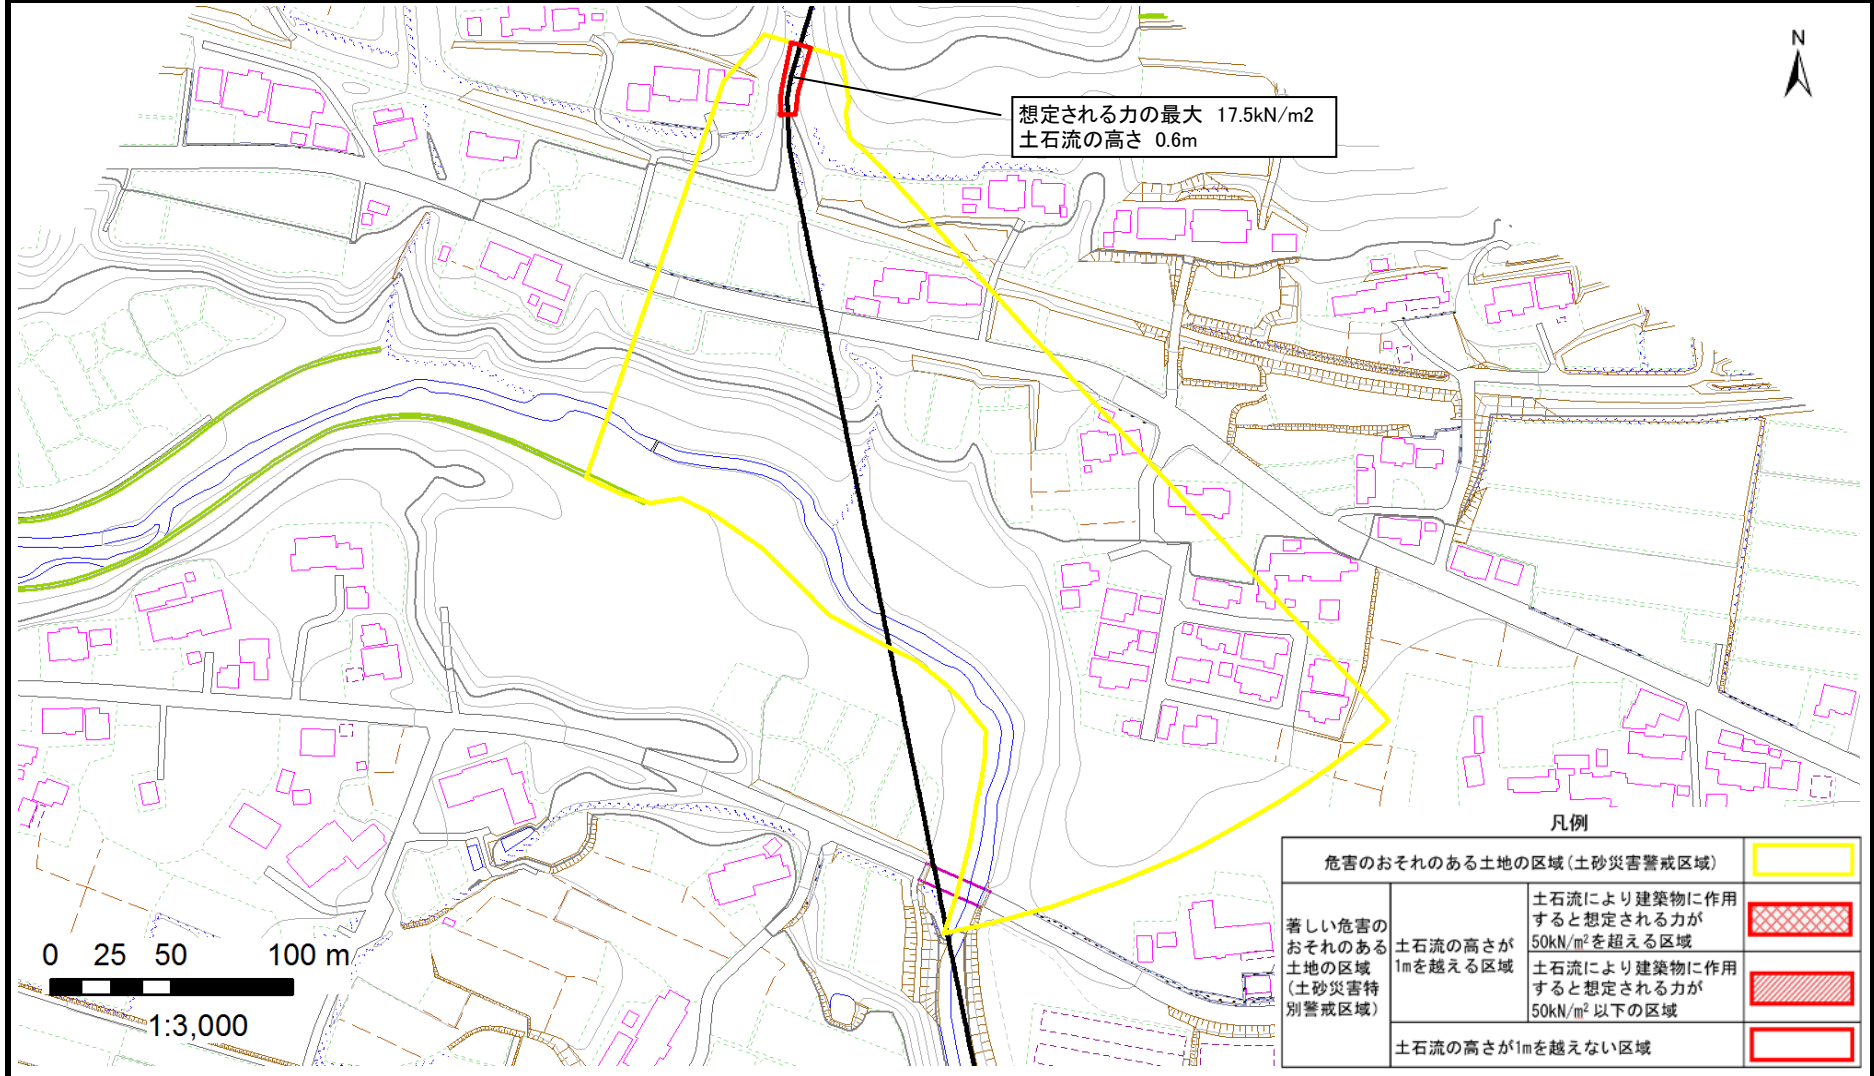 N
想定される力の最大 17.5kN/m2
土石流の高さ 0.6m
0 25 50 100 m
1:3,000
凡例
危害のおそれのある土地の区域(土砂災害警戒区域)
著しい危害の
おそれのある
土地の区域
(土砂災害特
別警戒区域)
土石流の高さが
1mを越える区域
土石流により建築物に作用
すると想定される力が
50kN/m²を超える区域
土石流により建築物に作用
すると想定される力が
50kN/m² 以下の区域
土石流の高さが1mを越えない区域